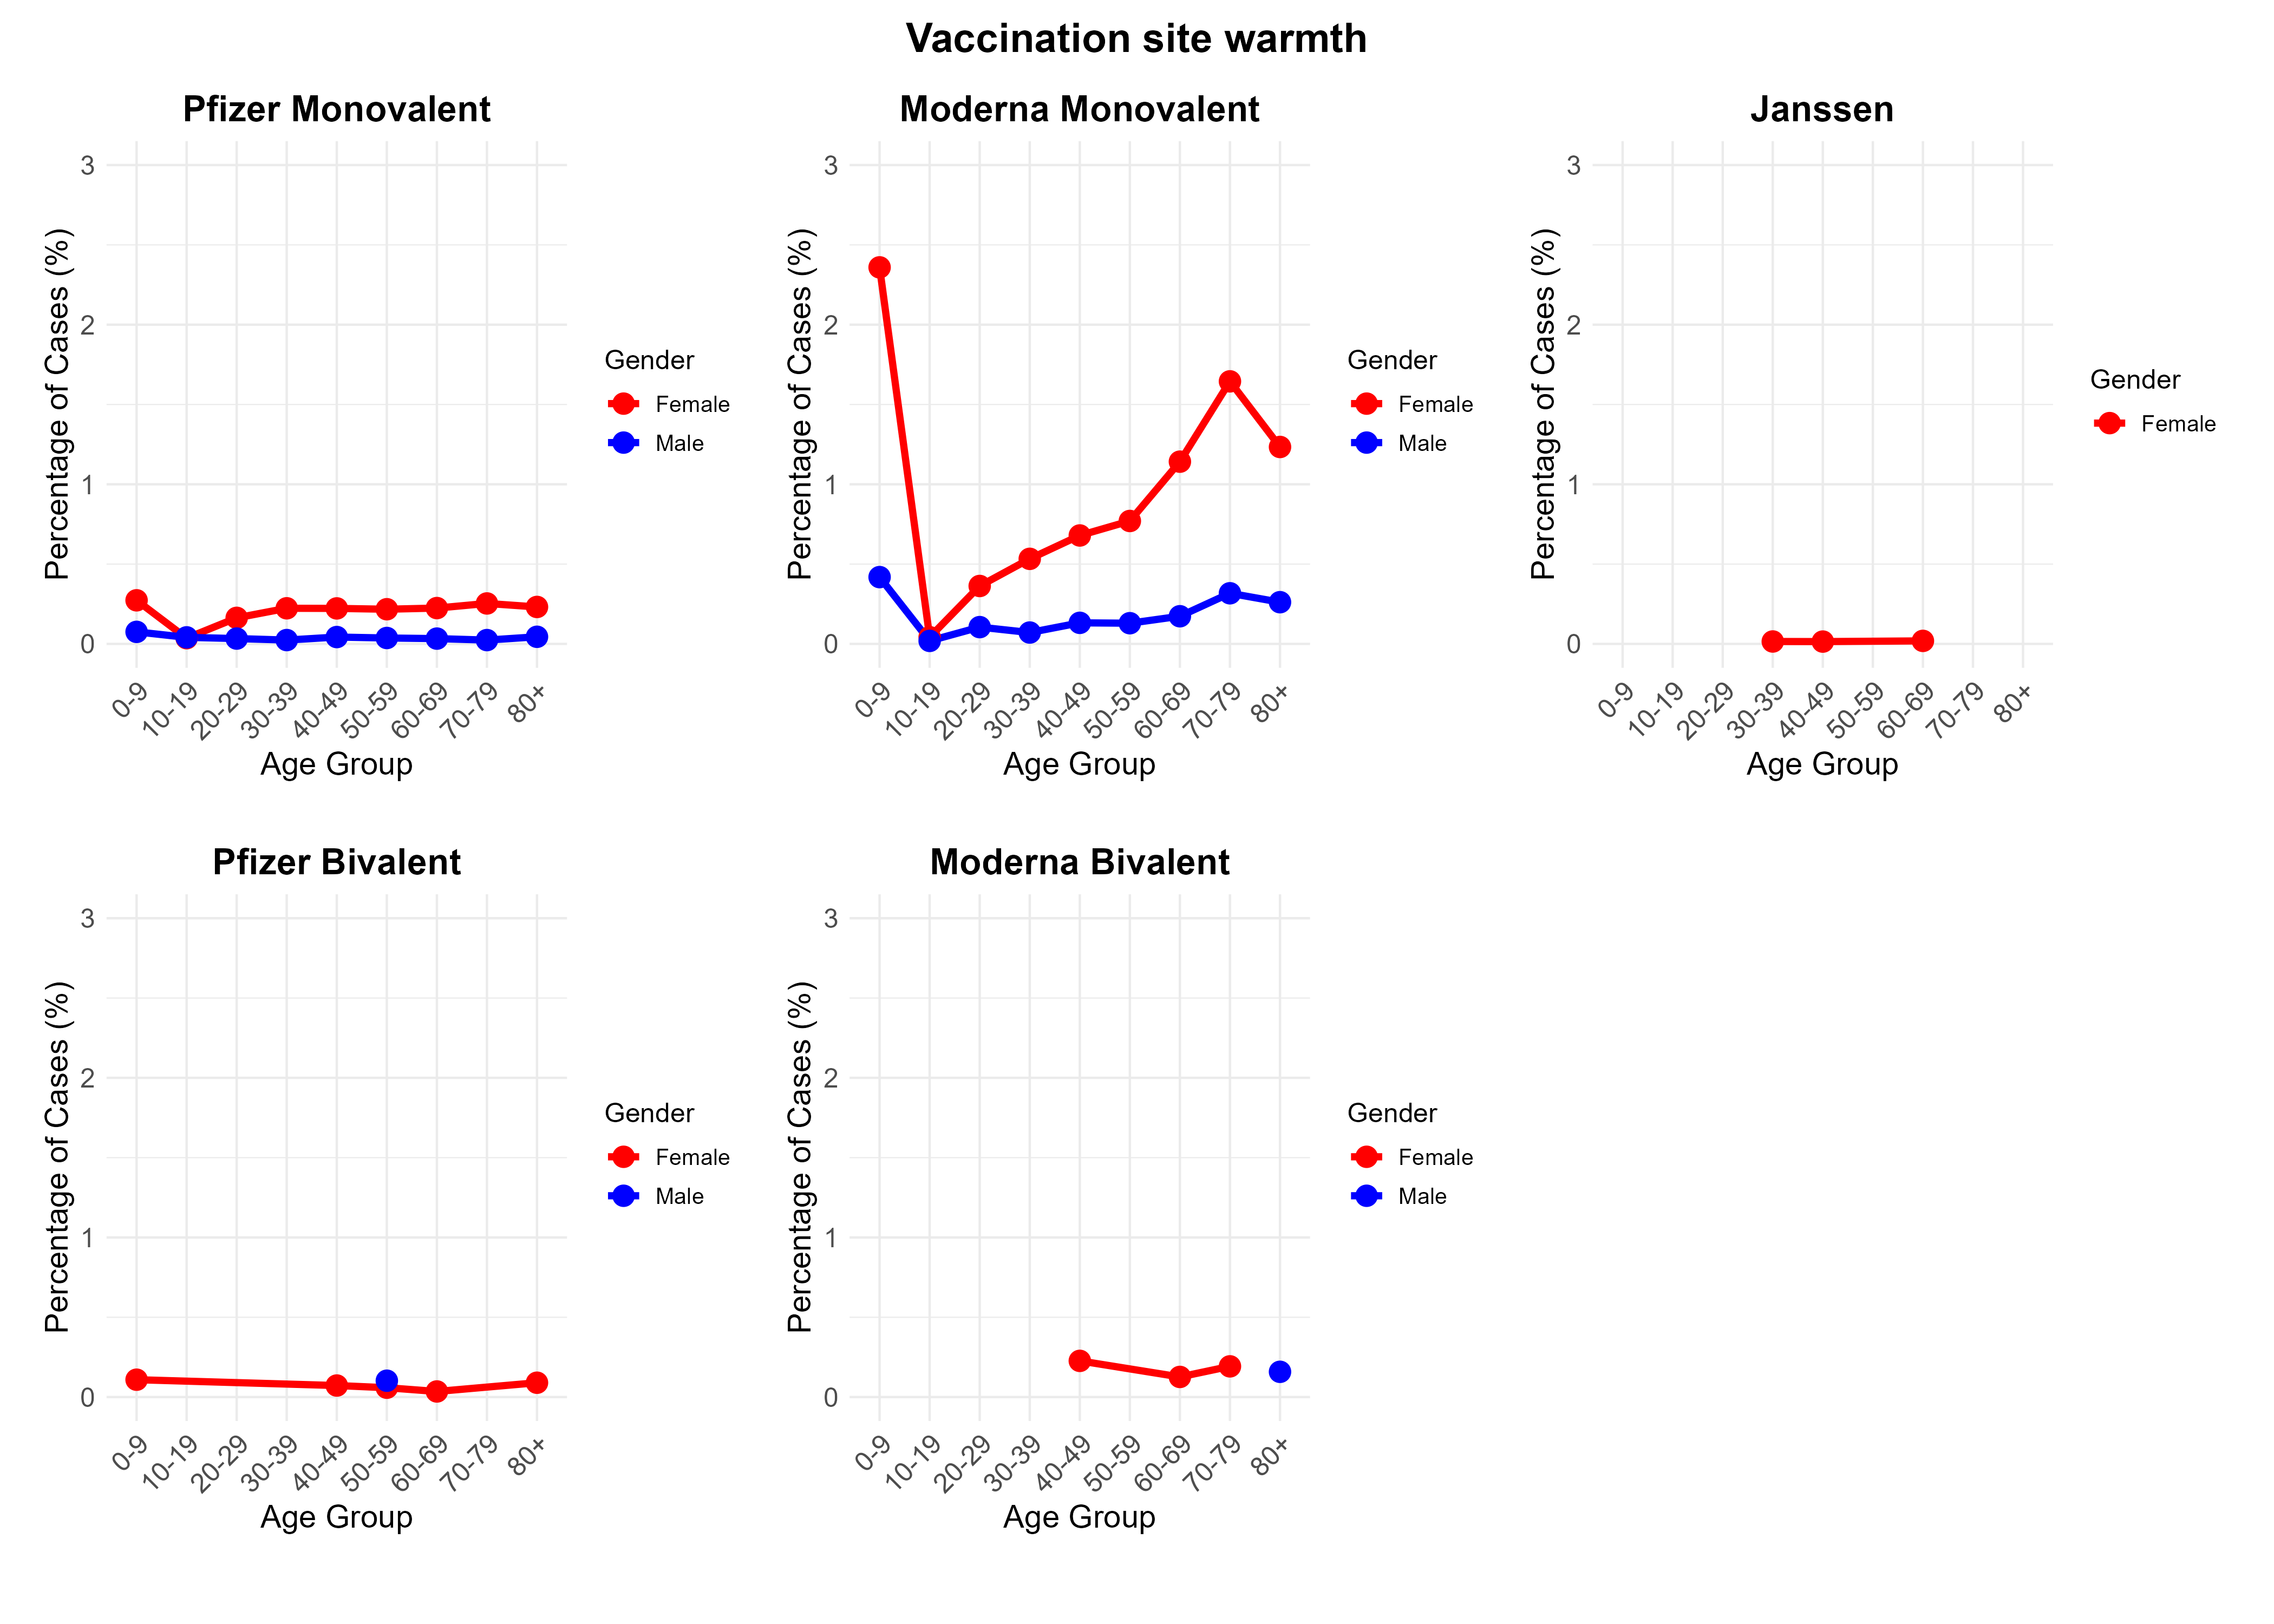 Vaccination site warmth
Pfizer Monovalent
Percentage of Cases (%)
3
2
1
0
0-9
10-19
20-29
30-39
40-49
50-59
60-69
70-79
80+
Age Group
Gender
Female
Male
Moderna Monovalent
Percentage of Cases (%)
3
2
1
0
0-9
10-19
20-29
30-39
40-49
50-59
60-69
70-79
80+
Age Group
Gender
Female
Male
Janssen
Percentage of Cases (%)
3
2
1
0
0-9
10-19
20-29
30-39
40-49
50-59
60-69
70-79
80+
Age Group
Gender
Female
Pfizer Bivalent
Percentage of Cases (%)
3
2
1
0
0-9
10-19
20-29
30-39
40-49
50-59
60-69
70-79
80+
Age Group
Gender
Female
Male
Moderna Bivalent
Percentage of Cases (%)
3
2
1
0
0-9
10-19
20-29
30-39
40-49
50-59
60-69
70-79
80+
Age Group
Gender
Female
Male